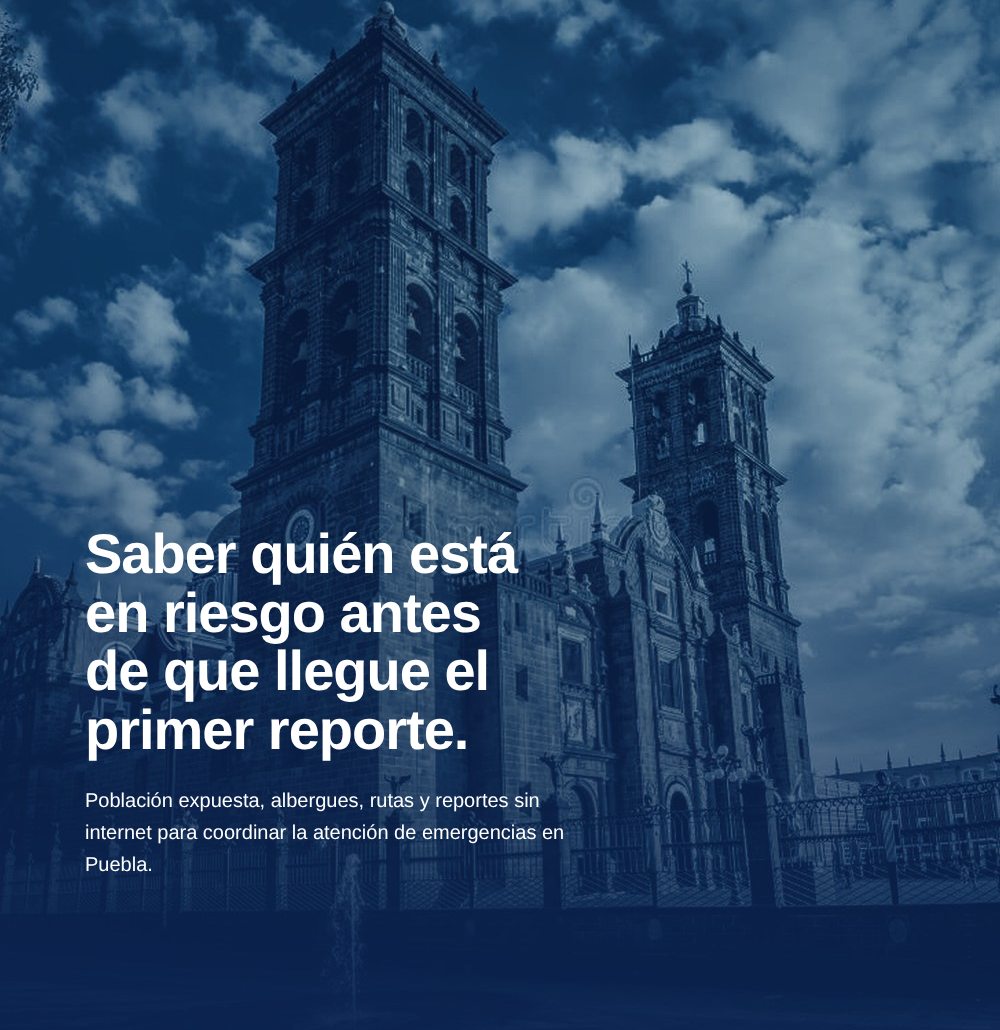 Saber quién está
en riesgo antes
de que llegue el
primer reporte.
Población expuesta, albergues, rutas y reportes sin
internet para coordinar la atención de emergencias en
Puebla.